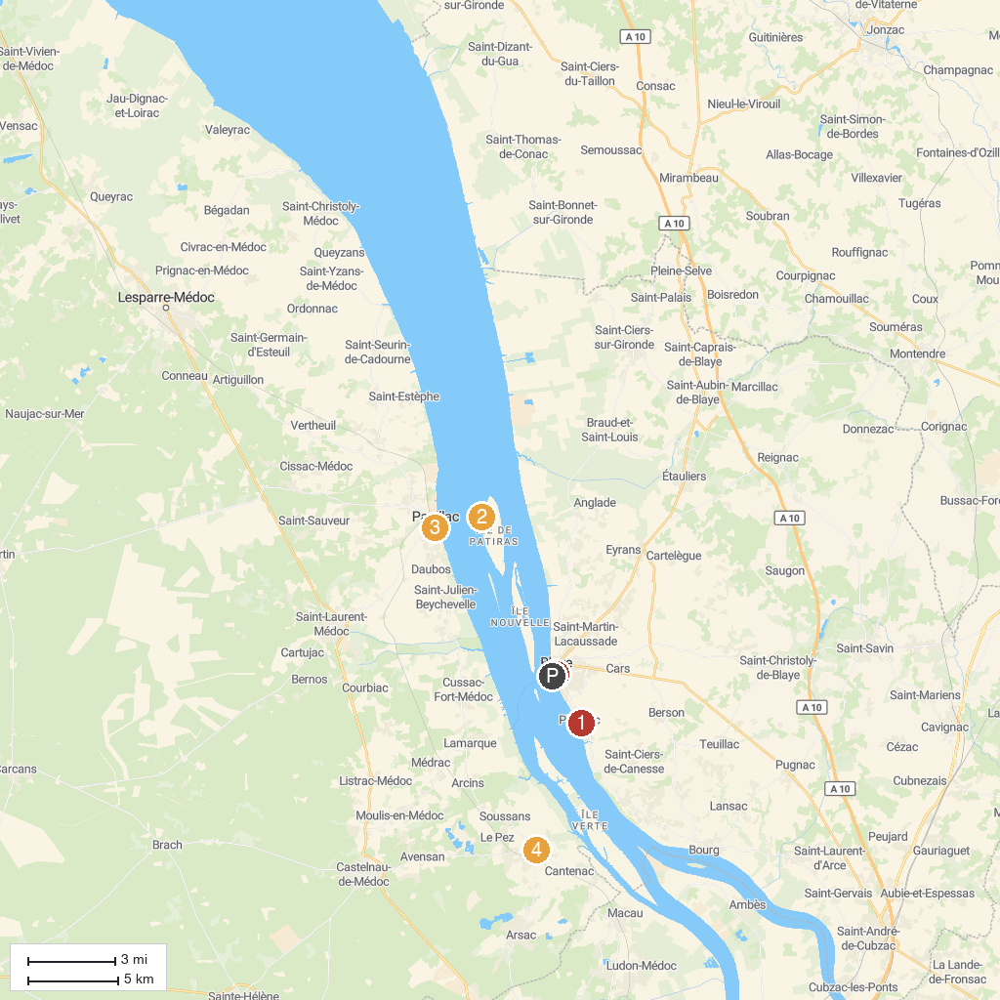 sur-Gironde
de-Vitaterne
Jonzac
A 10
Guitinières
Saint-Dizant-
du-Gua
Saint-Vivien-
de-Médoc
Saint-Ciers-
du-Taillon
Consac
Champagnac
Jau-Dignac-
et-Loirac
Nieul-le-Virouil
Vensac
Valeyrac
Saint-Simon-
de-Bordes
Saint-Thomas-
de-Conac
Semoussac
Allas-Bocage
Fontaines-d'Ozill
Mirambeau
Villexavier
Queyrac
Tugéras
livet
Bégadan
Saint-Christoly-
Médoc
Saint-Bonnet-
sur-Gironde
Soubran
A 10
Civrac-en-Médoc
Queyzans
Rouffignac
Prignac-en-Médoc
Saint-Yzans-
de-Médoc
Pleine-Selve
Courpignac
Lesparre-Médoc
Saint-Palais
Boisredon
Chamouillac
Coux
Ordonnac
Souméras
Saint-Germain-
d'Esteuil
Saint-Seurin-
de-Cadourne
Saint-Ciers-
sur-Gironde
Saint-Caprais-
de-Blaye
Montendre
Conneau
Artiguillon
Saint-Aubin-
de-Blaye
Marcillac
Saint-Estèphe
Naujac-sur-Mer
Vertheuil
Braud-et-
Saint-Louis
Donnezac
Corignac
Cissac-Médoc
Reignac
Étauliers
Bussac-Foré
Anglade
Saint-Sauveur
2
3
A 10
PATIRAS
Eyrans
Cartelègue
Daubos
Saugon
Saint-Julien-
Beychevelle
ÎLE
NOUVELLE
Saint-Laurent-
Médoc
Saint-Martin-
Lacaussade
Saint-Savin
Cartujac
Saint-Christoly-
de-Blaye
Bernos
P
Cars
Courbiac
Cussac-
Fort-Médoc
Saint-Mariens
A 10
Berson
1
Cavignac
Lamarque
Teuillac
Cézac
Médrac
Saint-Ciers-
de-Canesse
Pugnac
Carcans
Listrac-Médoc
Arcins
Cubnezais
A 10
Moulis-en-Médoc
Soussans
ÎLE
VERTE
Lansac
Le Pez
Peujard
Brach
Avensan
4
Bourg
Saint-Laurent-
d'Arce
Gauriaguet
Castelnau-
de-Médoc
Cantenac
Saint-Gervais
Aubie-et-Espessas
Macau
Ambès
Arsac
Saint-André-
de-Cubzac
3 mi
5 km
Ludon-Médoc
La Lande-
de-Fronsac
Cubzac-les-Ponts
Sainte-Hélène